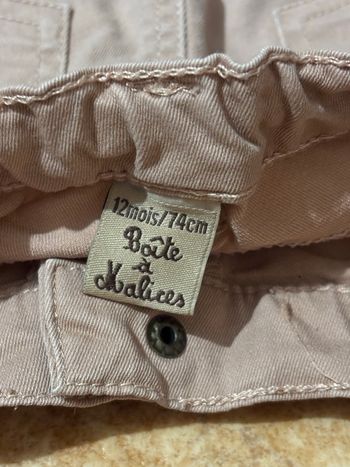 12mois/74cm
Boîte
à
Malices